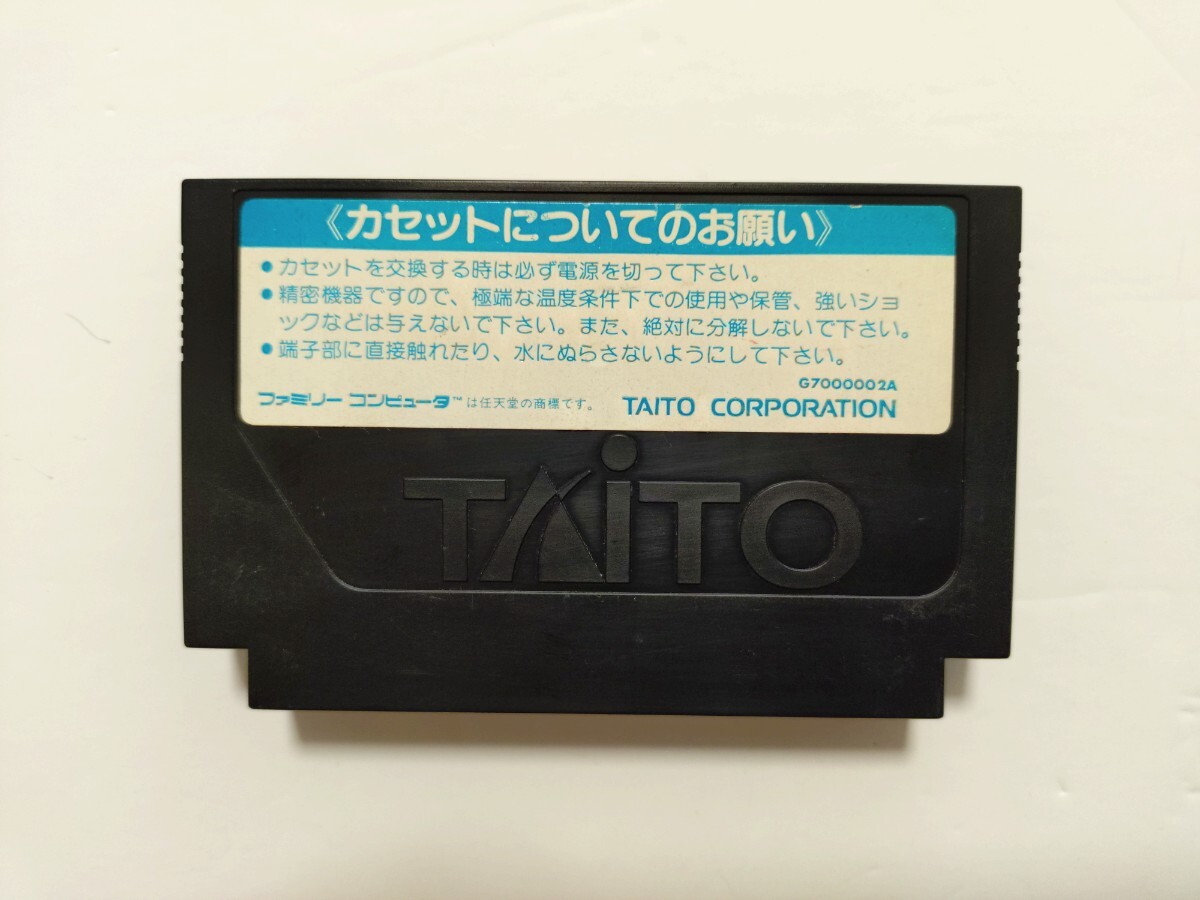 《カセットについてのお願い》
● カセットを交換する時は必ず電源を切って下さい。
● 精密機器ですので、極端な温度条件下での使用や保管、強いショ
ックなどは与えないで下さい。また、絶対に分解しないで下さい。
● 端子部に直接触れたり、水にぬらさないようにして下さい。
G7000002A
ファミリー コンピュータ™は任天堂の商標です。 TAITO CORPORATION
TAiTO